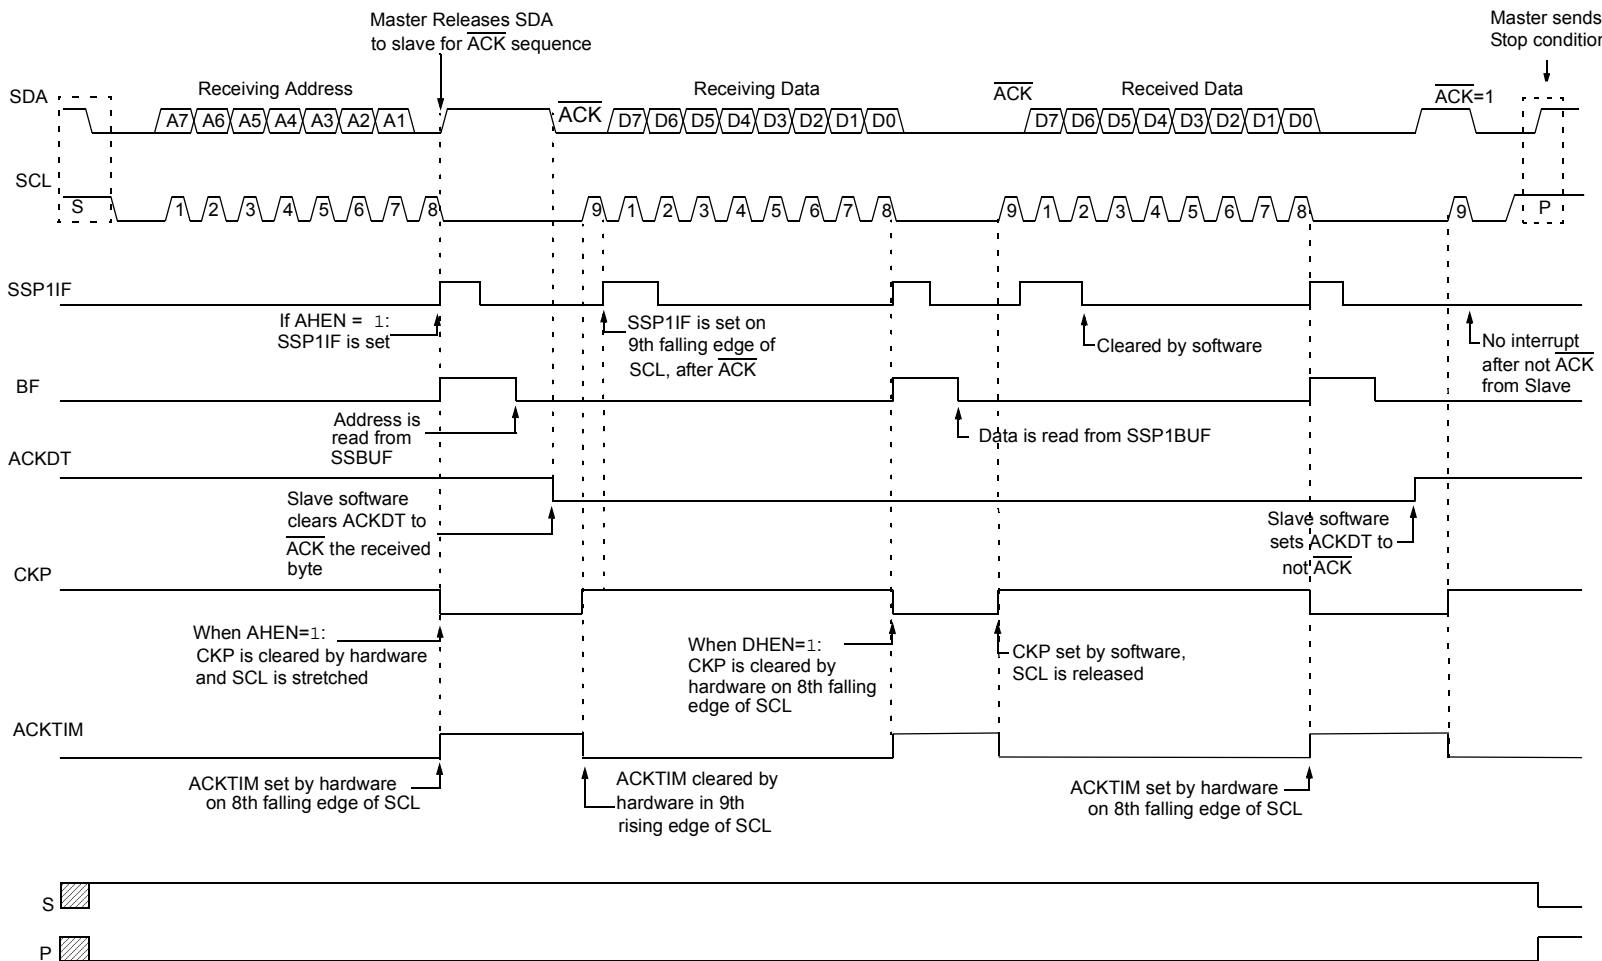 Master Releases SDA
to slave for ACK sequence
Master sends
Stop condition
SDA
Receiving Address
ACK
Receiving Data
ACK
Received Data
ACK=1
A7 A6 A5 A4 A3 A2 A1
D7 D6 D5 D4 D3 D2 D1 D0
D7 D6 D5 D4 D3 D2 D1 D0
SCL
S
1 2 3 4 5 6 7 8
9 1 2 3 4 5 6 7 8
9 1 2 3 4 5 6 7 8
9
P
SSP1IF
If AHEN = 1:
SSP1IF is set
SSP1IF is set on
9th falling edge of
SCL, after ACK
Cleared by software
No interrupt
after not ACK
from Slave
BF
Address is
read from
SSBUF
Data is read from SSP1BUF
ACKDT
Slave software
clears ACKDT to
ACK the received
byte
Slave software
sets ACKDT to
not ACK
CKP
When AHEN=1:
CKP is cleared by hardware
and SCL is stretched
When DHEN=1:
CKP is cleared by
hardware on 8th falling
edge of SCL
CKP set by software,
SCL is released
ACKTIM
ACKTIM set by hardware
on 8th falling edge of SCL
ACKTIM cleared by
hardware in 9th
rising edge of SCL
ACKTIM set by hardware
on 8th falling edge of SCL
S
P